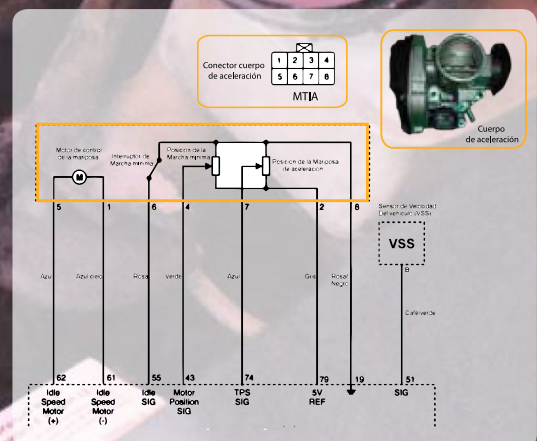 Conector cuerpo
de aceleración
1 2 3 4
5 6 7 8
MTIA
Cuerpo
de aceleración
Motor de control
de la mariposa
Interruptor de
Marcha mínima
Posición de la
Marcha mínima
Posición de la Mariposa
de aceleración
M
5 1 6 4 7 2 8
Sensor de Velocidad
Del vehículo (VSS)
VSS
B
Azul
Rosa
Verde
Azul
Gris
Rosa/
Negro
Café/verde
62 61 55 43 74 79 19 51
Idle
Speed
Motor
(+)
Idle
Speed
Motor
(-)
Idle
SIG
Motor
Position
SIG
TPS
SIG
5V
REF
SIG